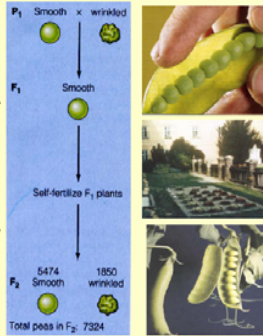 P₁ Smooth × wrinkled
F₁ Smooth
Self-fertilize F₁ plants
5474 1850
F₂ Smooth wrinkled
Total peas in F₂: 7324